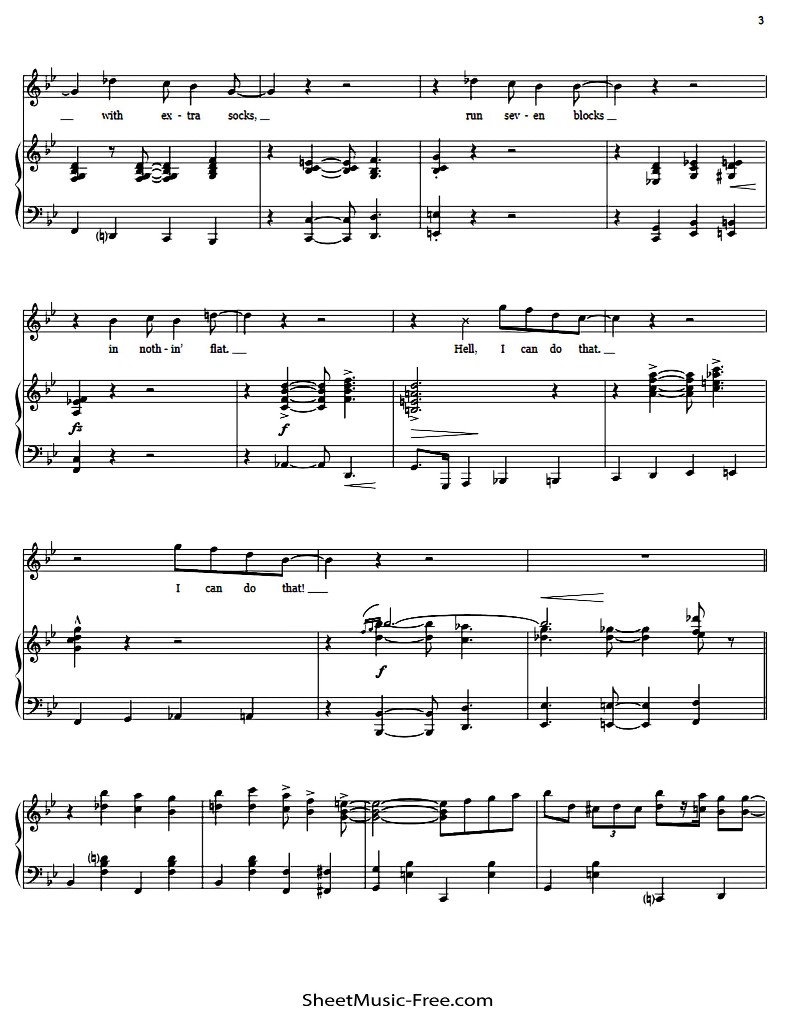 3
with ex - tra socks, run sev - en blocks
in noth - in' flat. Hell, I can do that.
I can do that!
3
SheetMusic-Free.com